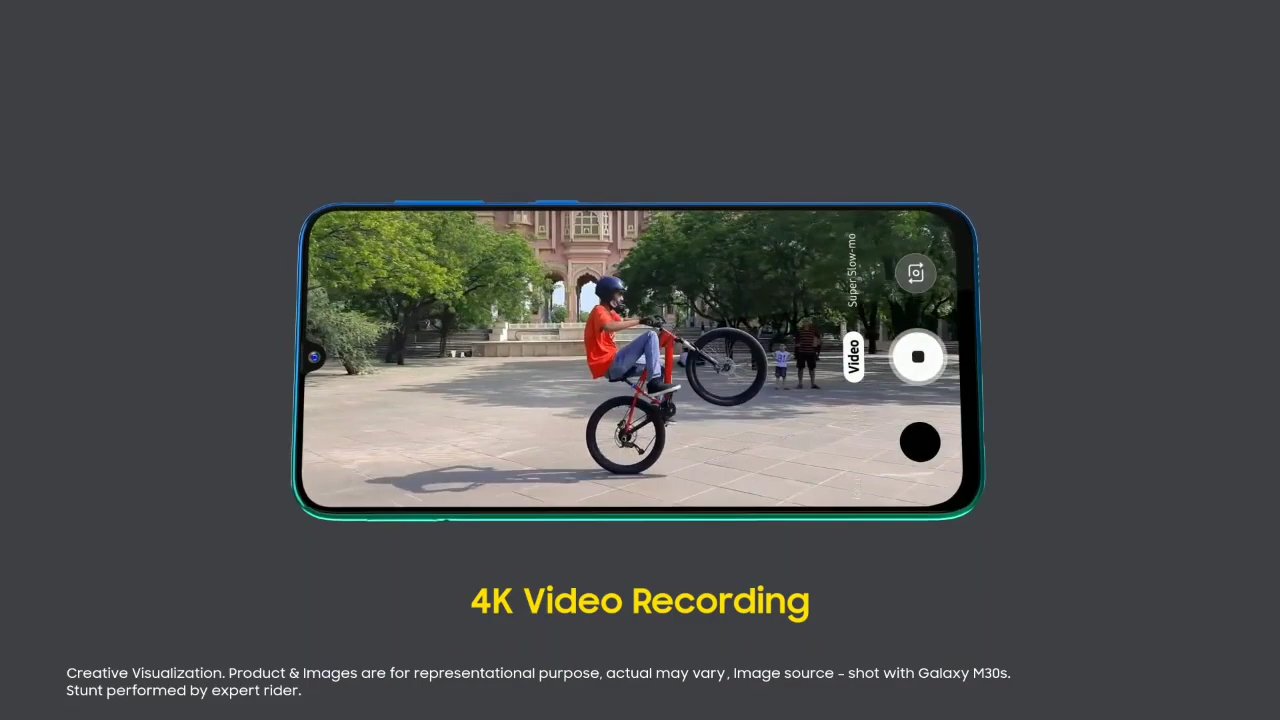 Super Slow-mo
Video
4K Video Recording
Creative Visualization. Product & Images are for representational purpose, actual may vary, Image source - shot with Galaxy M30s.
Stunt performed by expert rider.